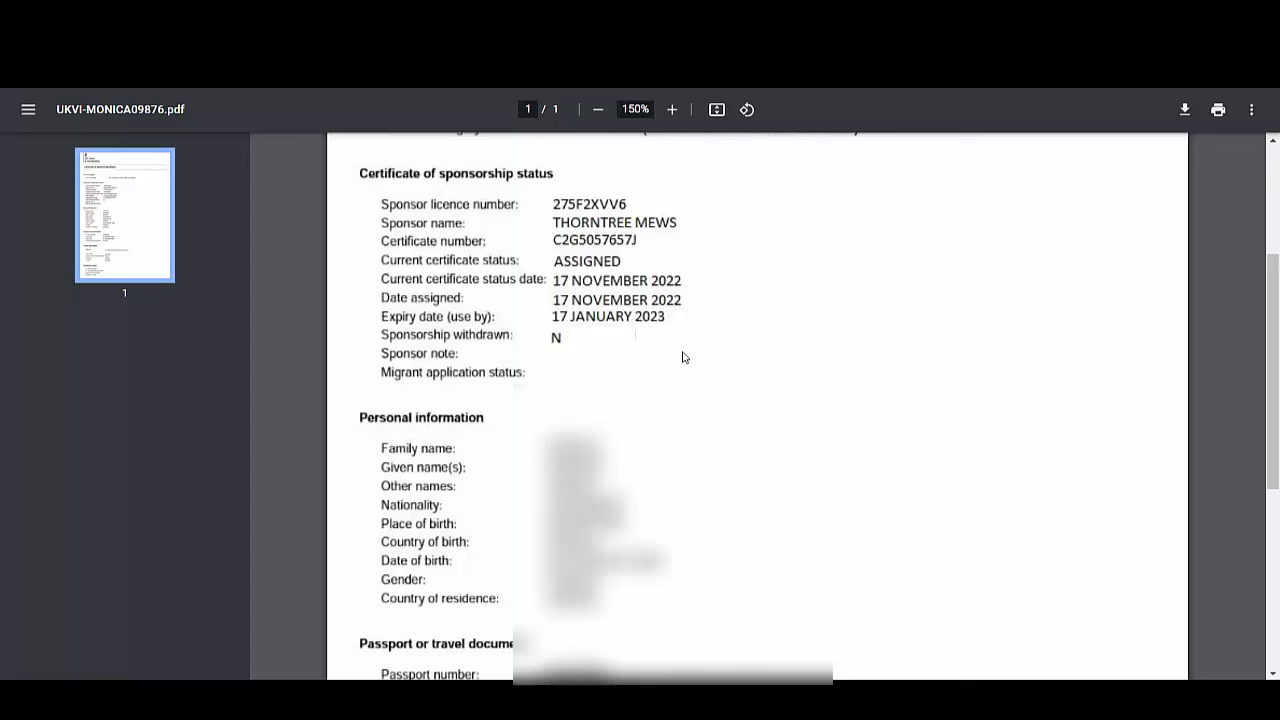 UKVI-MONICA09876.pdf
1 / 1
150%
Certificate of sponsorship status
Sponsor licence number: 275F2XVV6
Sponsor name: THORNTREE MEWS
Certificate number: C2G5057657J
Current certificate status: ASSIGNED
Current certificate status date: 17 NOVEMBER 2022
Date assigned: 17 NOVEMBER 2022
Expiry date (use by): 17 JANUARY 2023
Sponsorship withdrawn: N
Sponsor note:
Migrant application status:
1
Personal information
Family name:
Given name(s):
Other names:
Nationality:
Place of birth:
Country of birth:
Date of birth:
Gender:
Country of residence:
Passport or travel
Passport number: